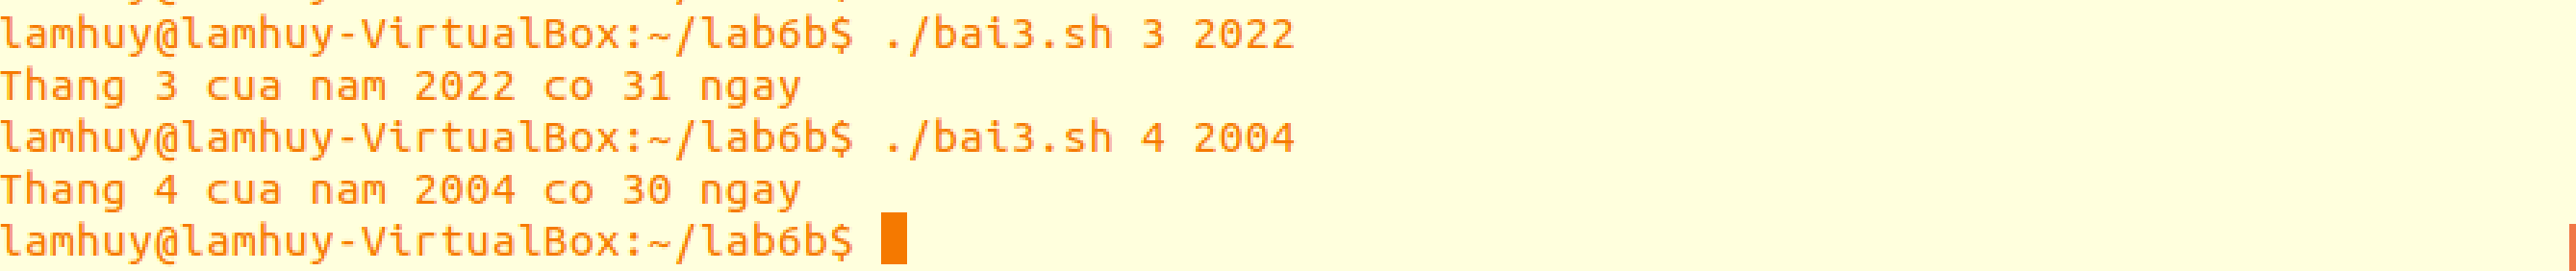 lamhuy@lamhuy-VirtualBox:~/lab6b$ ./bai3.sh 3 2022
Thang 3 cua nam 2022 co 31 ngay
lamhuy@lamhuy-VirtualBox:~/lab6b$ ./bai3.sh 4 2004
Thang 4 cua nam 2004 co 30 ngay
lamhuy@lamhuy-VirtualBox:~/lab6b$